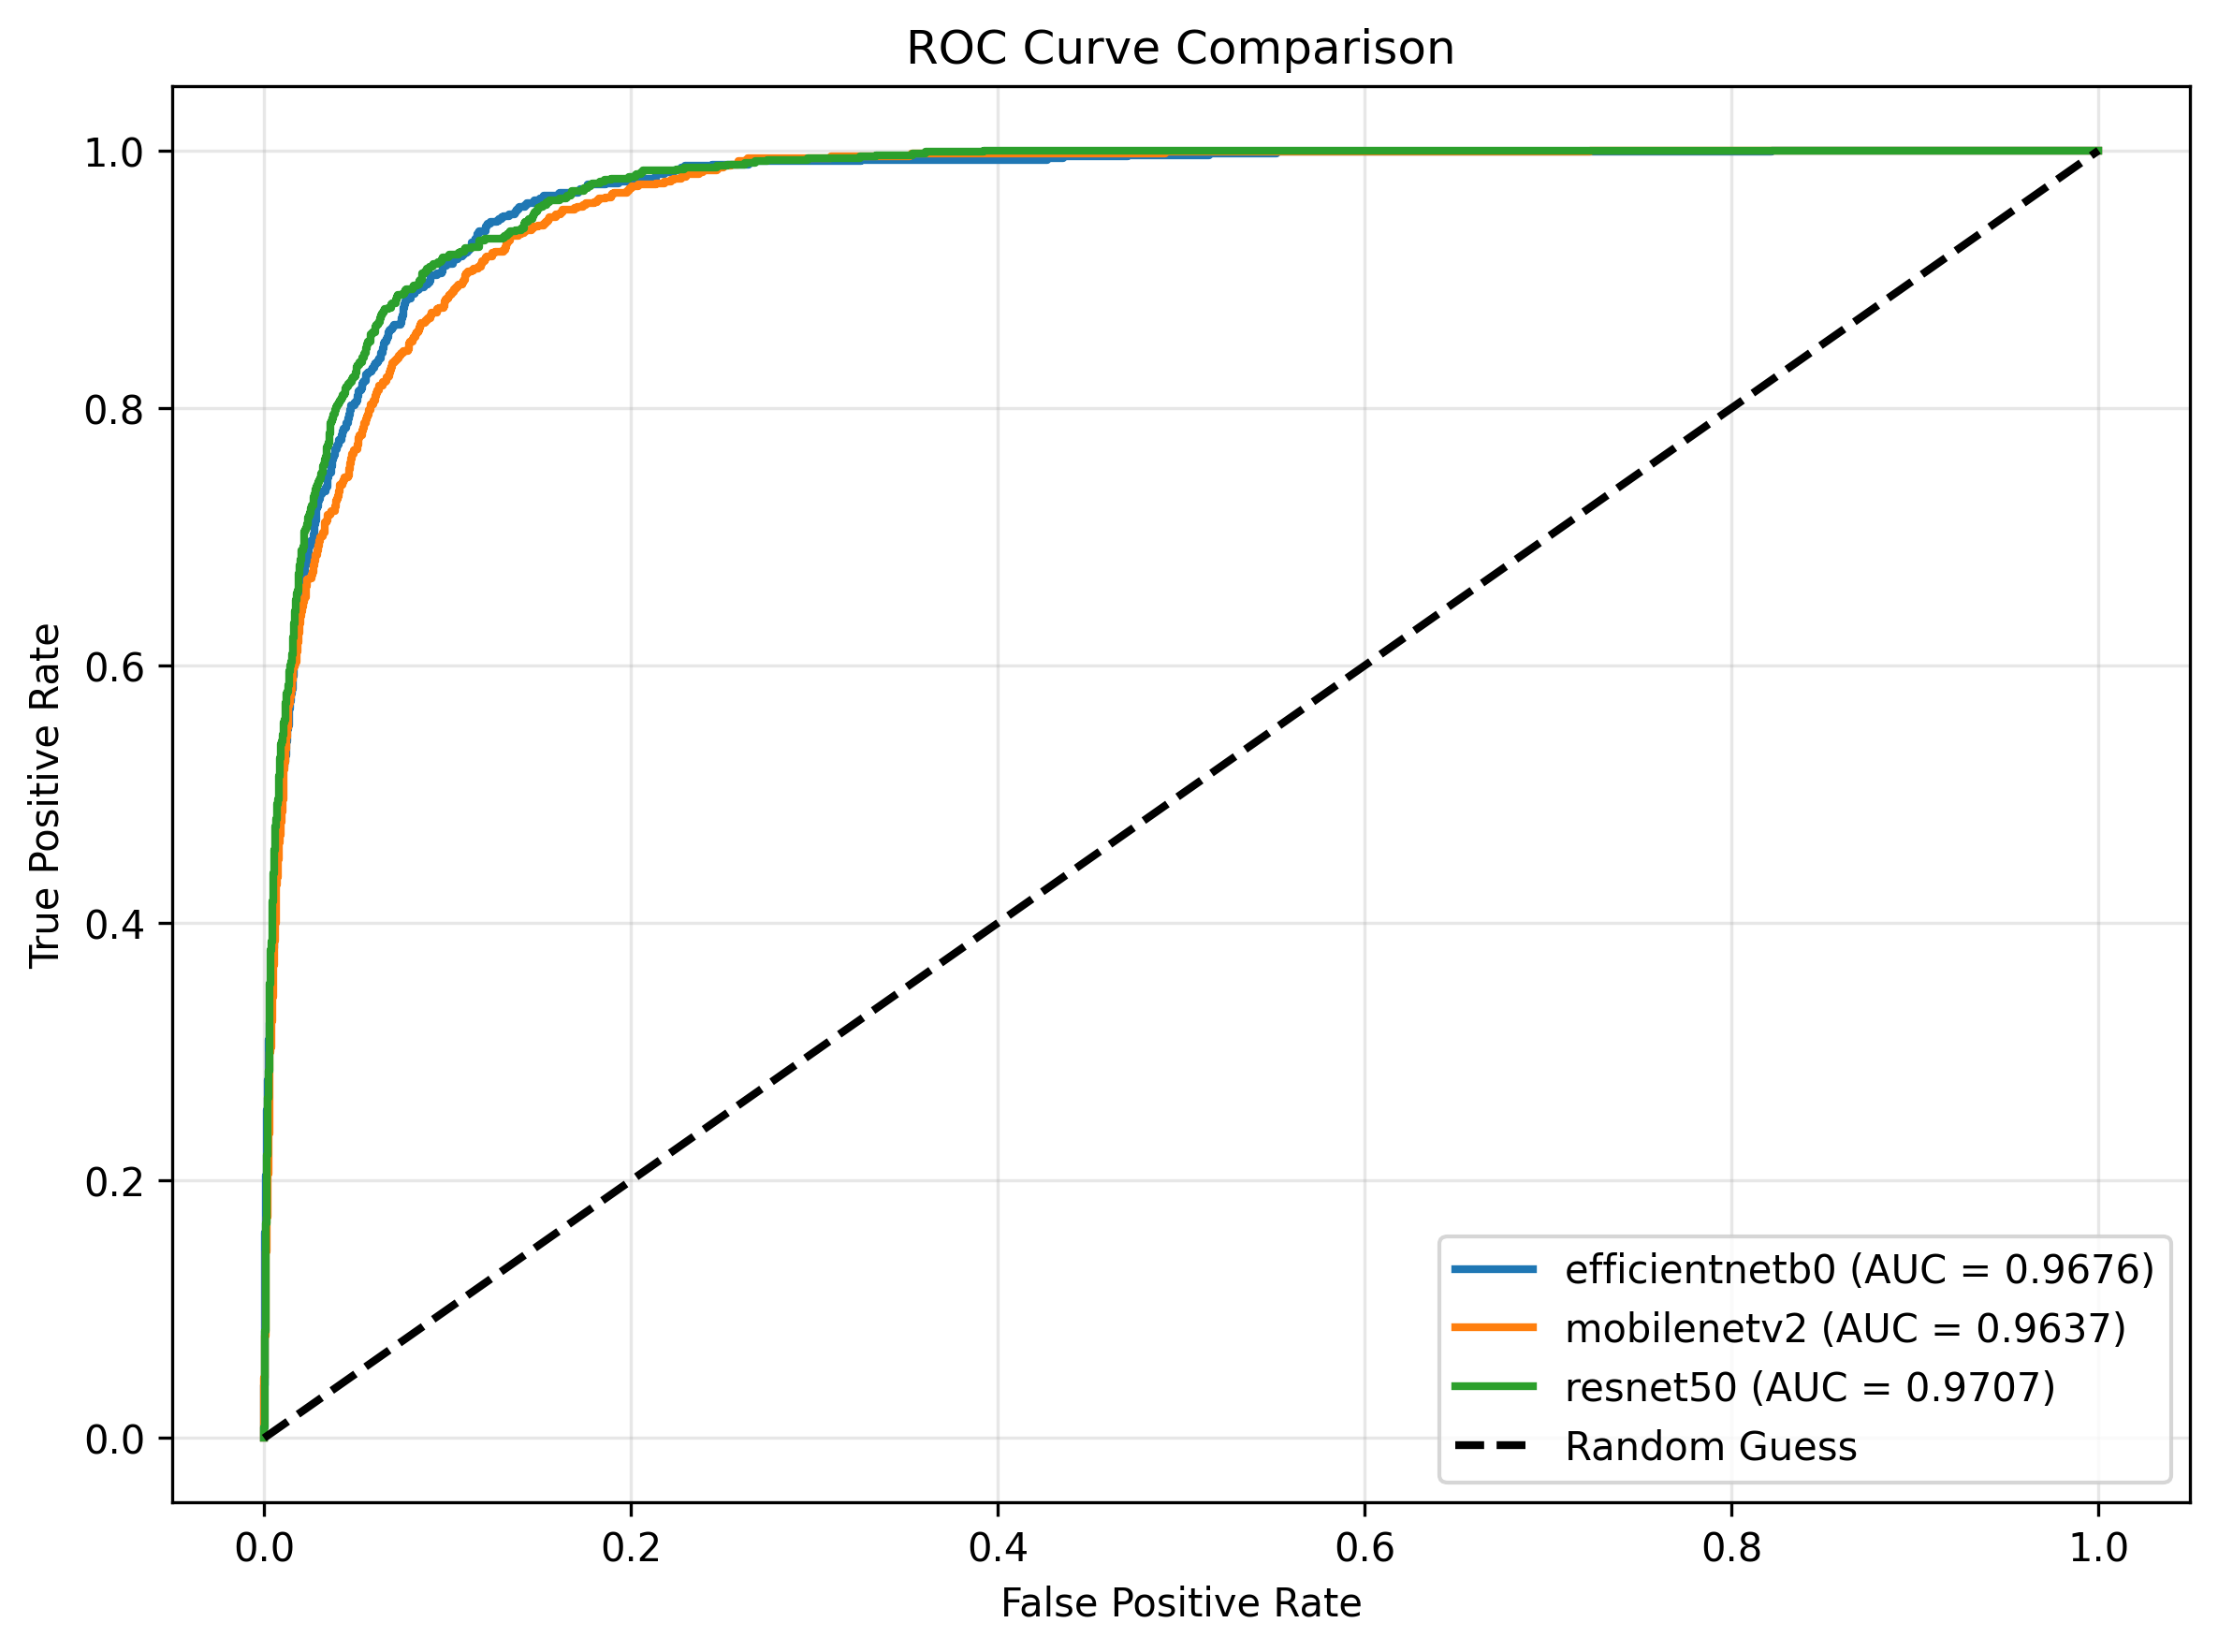 ROC Curve Comparison
True Positive Rate
1.0
0.8
0.6
0.4
0.2
0.0
efficientnetb0 (AUC = 0.9676)
mobilenetv2 (AUC = 0.9637)
resnet50 (AUC = 0.9707)
Random Guess
0.0 0.2 0.4 0.6 0.8 1.0
False Positive Rate